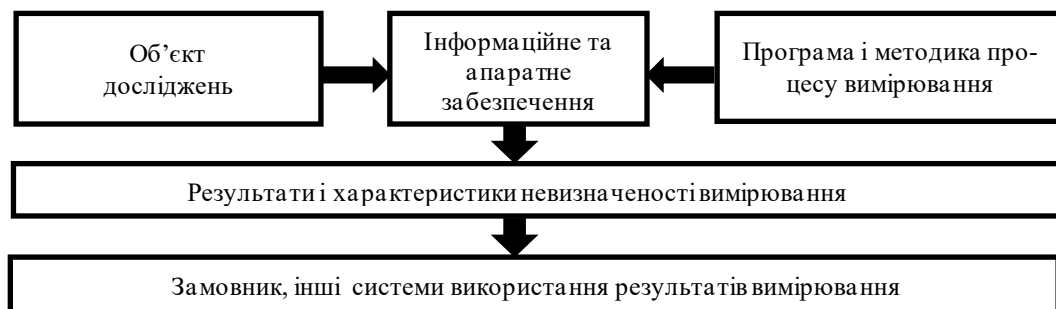 Об’єкт
досліджень
Інформаційне та
апаратне
забезпечення
Програма і методика про-
цесу вимірювання
Результати і характеристики невизначеності вимірювання
Замовник, інші системи використання результатів вимірювання